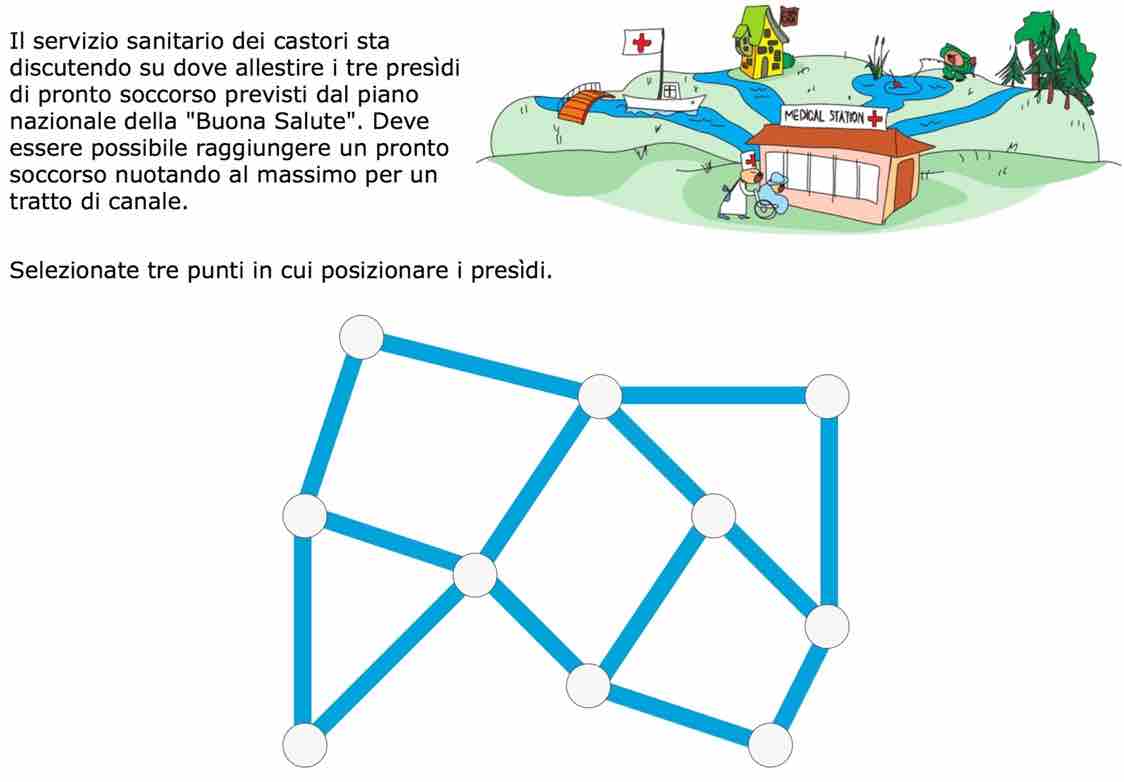 Il servizio sanitario dei castori sta
discutendo su dove allestire i tre presìdi
di pronto soccorso previsti dal piano
nazionale della "Buona Salute". Deve
essere possibile raggiungere un pronto
soccorso nuotando al massimo per un
tratto di canale.
MEDICAL STATION
Selezionate tre punti in cui posizionare i presìdi.